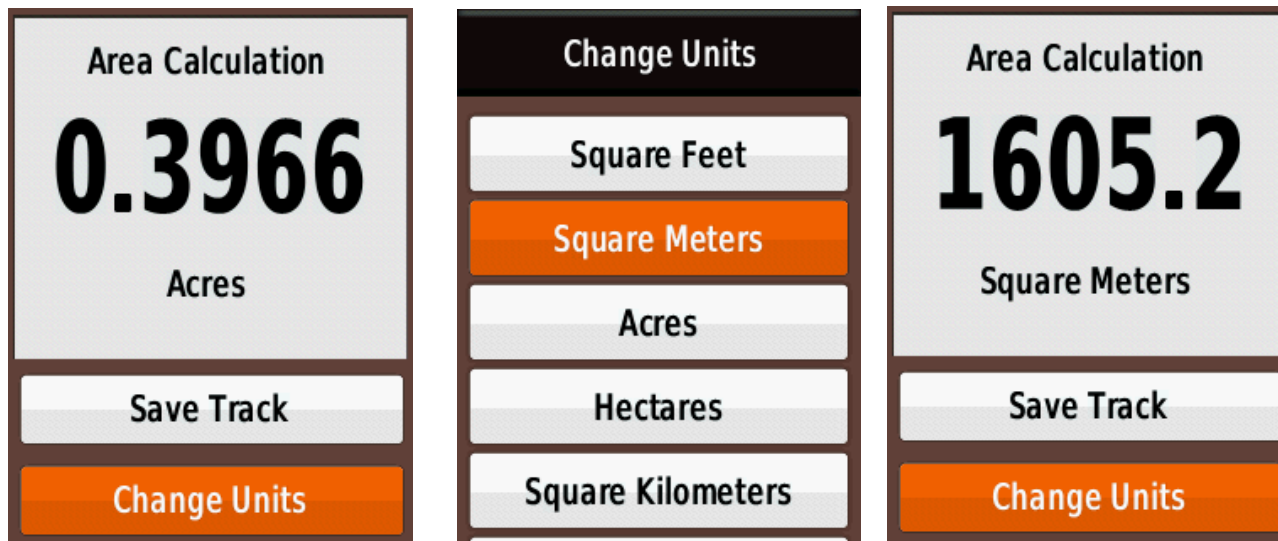 Area Calculation
0.3966
Acres
Save Track
Change Units
Change Units
Square Feet
Square Meters
Acres
Hectares
Square Kilometers
Area Calculation
1605.2
Square Meters
Save Track
Change Units